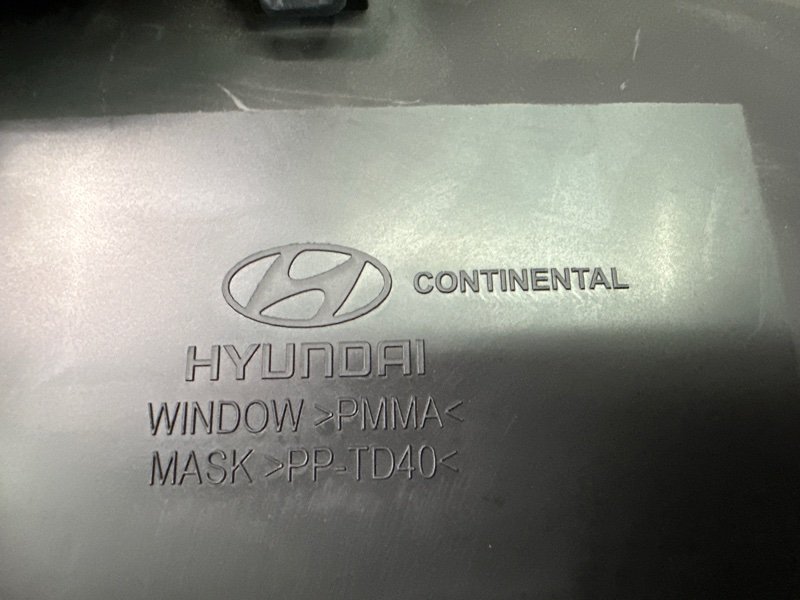 CONTINENTAL
HYUNDAI
WINDOW >PMMA<
MASK >PP-TD40<